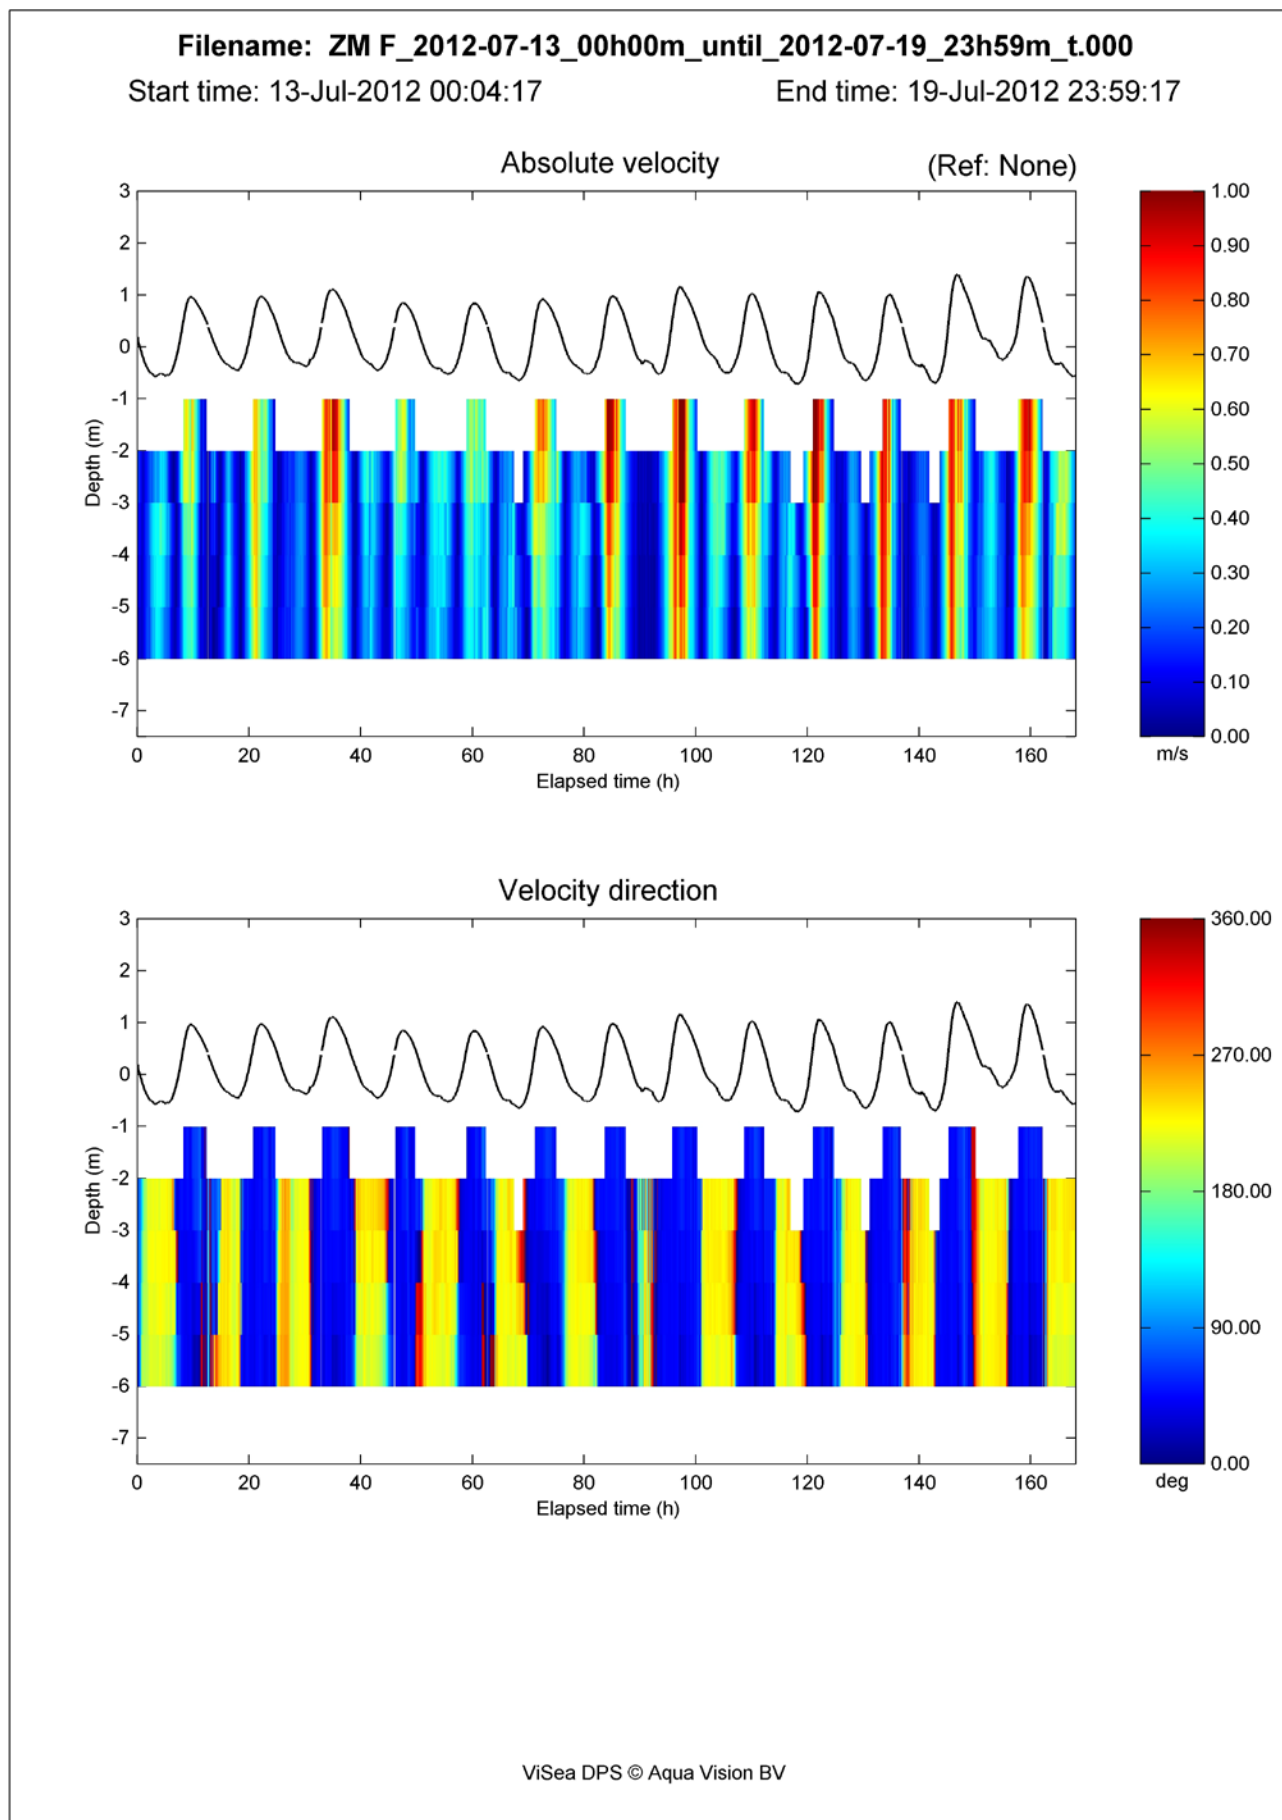 Filename: ZM F_2012-07-13_00h00m_until_2012-07-19_23h59m_t.000
Start time: 13-Jul-2012 00:04:17 End time: 19-Jul-2012 23:59:17
Absolute velocity (Ref: None)
3
2
1
0
-1
-2
-3
-4
-5
-6
-7
Depth (m)
0 20 40 60 80 100 120 140 160
Elapsed time (h)
1.00
0.90
0.80
0.70
0.60
0.50
0.40
0.30
0.20
0.10
0.00
m/s
Velocity direction
3
2
1
0
-1
-2
-3
-4
-5
-6
-7
Depth (m)
0 20 40 60 80 100 120 140 160
Elapsed time (h)
360.00
270.00
180.00
90.00
0.00
deg
ViSea DPS © Aqua Vision BV